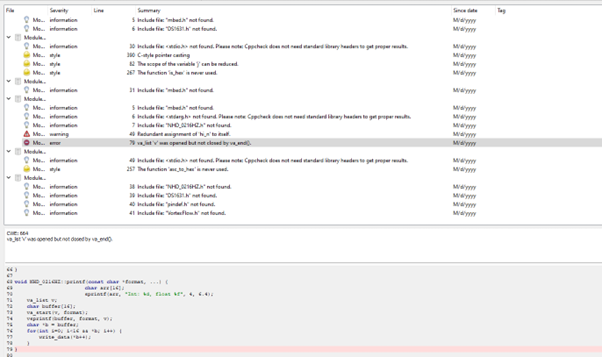 File Severity Line Summary Since date Tag
Mo... information 5 Include file: "mbed.h" not found. M/d/yyyy
Mo... information 6 Include file: "DS1631.h" not found. M/d/yyyy
Module...
Mo... information 30 Include file: <stdio.h> not found. Please note: Cppcheck does not need standard library headers to get proper results. M/d/yyyy
Mo... style 390 C-style pointer casting M/d/yyyy
Mo... style 82 The scope of the variable 'j' can be reduced. M/d/yyyy
Mo... style 267 The function 'is_hex' is never used. M/d/yyyy
Module...
Mo... information 31 Include file: "mbed.h" not found. M/d/yyyy
Module...
Mo... information 5 Include file: "mbed.h" not found. M/d/yyyy
Mo... information 6 Include file: <stdarg.h> not found. Please note: Cppcheck does not need standard library headers to get proper results. M/d/yyyy
Mo... information 7 Include file: "NHD_0216HZ.h" not found. M/d/yyyy
Mo... warning 49 Redundant assignment of 'hi_n' to itself. M/d/yyyy
Mo... error 79 va_list 'v' was opened but not closed by va_end(). M/d/yyyy
Module...
Mo... information 49 Include file: <stdio.h> not found. Please note: Cppcheck does not need standard library headers to get proper results. M/d/yyyy
Mo... style 257 The function 'asc_to_hex' is never used. M/d/yyyy
Module...
Mo... information 38 Include file: "NHD_0216HZ.h" not found. M/d/yyyy
Mo... information 39 Include file: "DS1631.h" not found. M/d/yyyy
Mo... information 40 Include file: "pindef.h" not found. M/d/yyyy
Mo... information 41 Include file: "VortexFlow.h" not found. M/d/yyyy
CWE: 664
va_list 'v' was opened but not closed by va_end().
66 }
67
68 void NHD_0216HZ::printf(const char *format, ...) {
69 char arr[16];
70 sprintf(arr, "Int: %d, float %f", 4, 6.4);
71 va_list v;
72 char buffer[16];
73 va_start(v, format);
74 vsprintf(buffer, format, v);
75 char *b = buffer;
76 for(int i=0; i<16 && *b; i++) {
77 write_data(*b++);
78 }
79 }
80